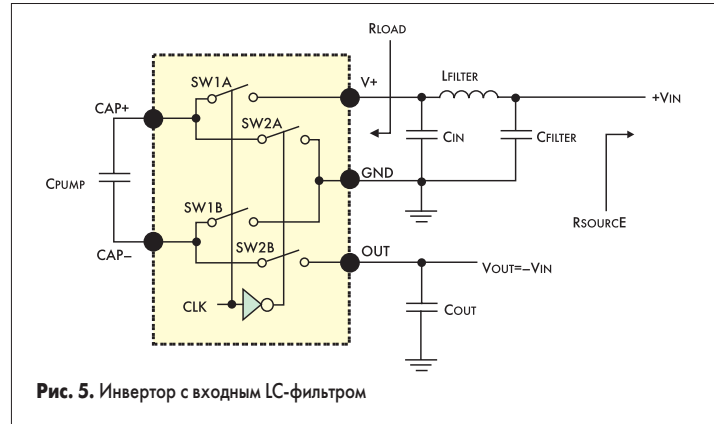 RLOAD
SW1A
V+
LFILTER
+VIN
CAP+
SW2A
CIN
CFILTER
CPUMP
GND
SW1B
RSOURCE
CAP–
SW2B
OUT
VOUT=–VIN
CLK
COUT
Рис. 5. Инвертор с входным LC-фильтром